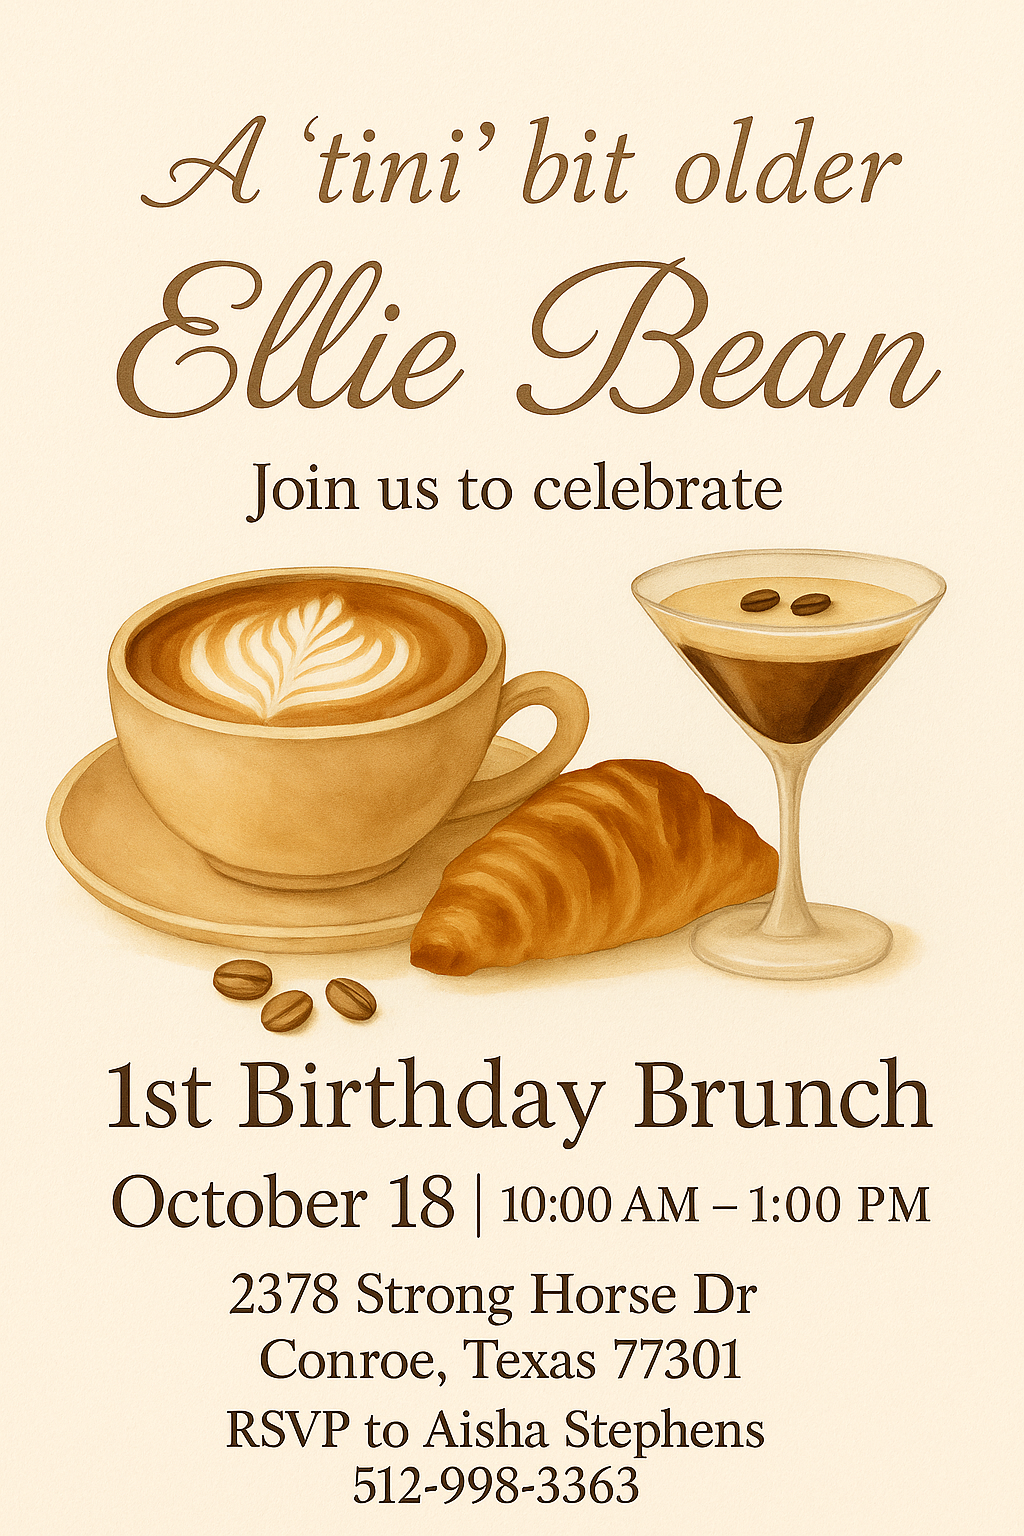 A ‘tini’ bit older
Ellie Bean
Join us to celebrate
1st Birthday Brunch
October 18 | 10:00 AM – 1:00 PM
2378 Strong Horse Dr
Conroe, Texas 77301
RSVP to Aisha Stephens
512-998-3363